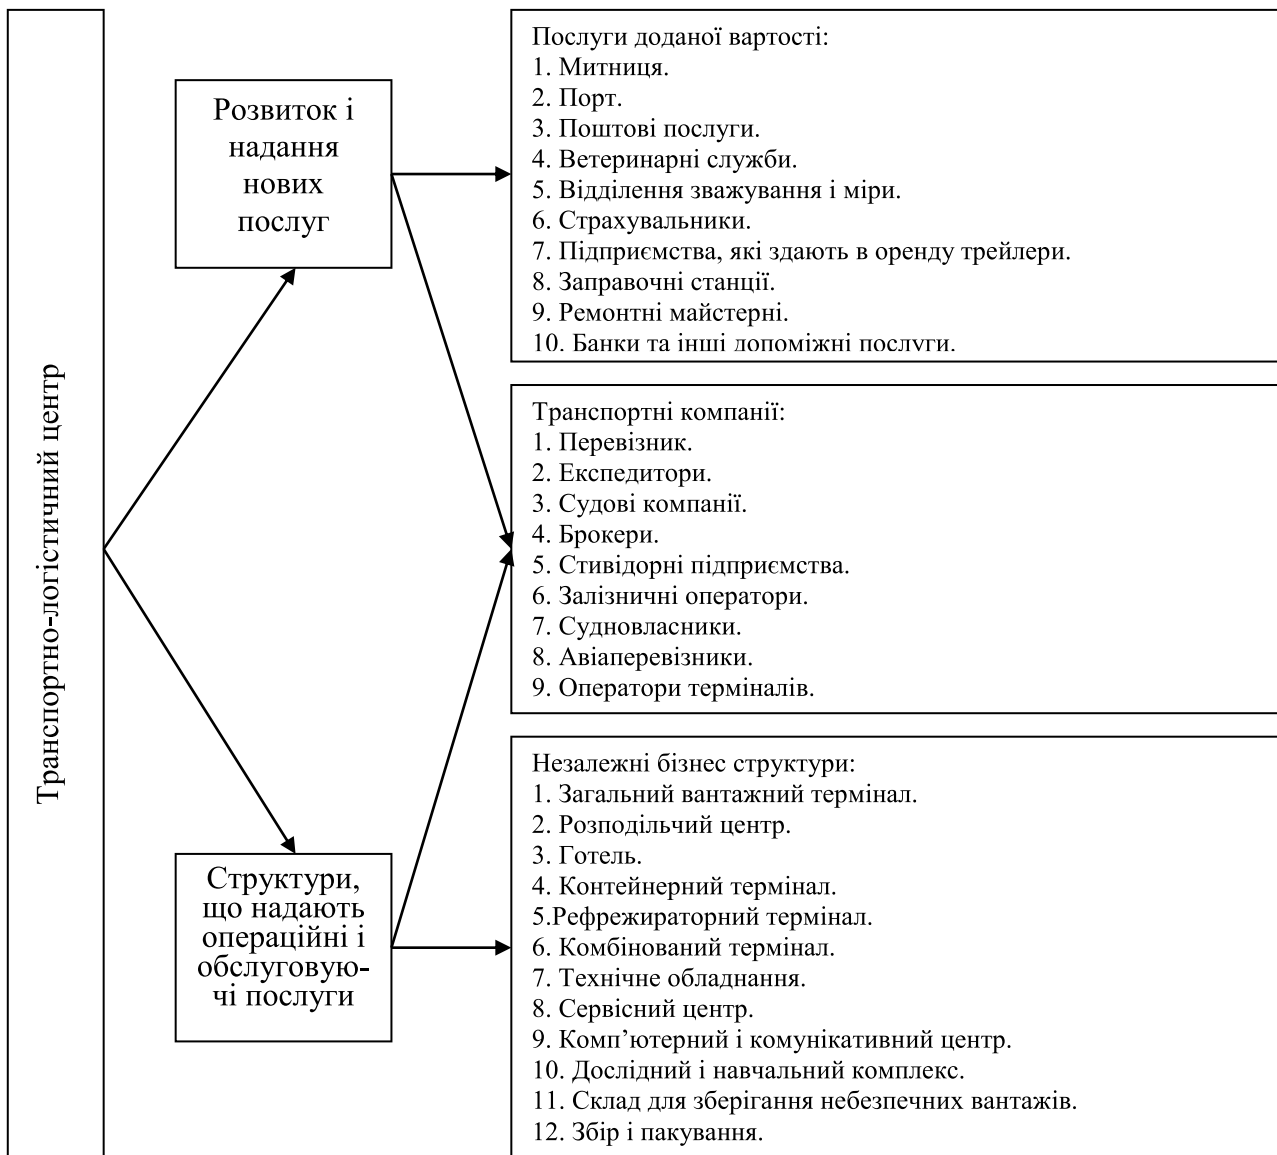 Транспортно-логістичний центр
Розвиток і
надання
нових
послуг
Структури,
що надають
операційні і
обслуговую-
чі послуги
Послуги доданої вартості:
1. Митниця.
2. Порт.
3. Поштові послуги.
4. Ветеринарні служби.
5. Відділення зважування і міри.
6. Страхувальники.
7. Підприємства, які здають в оренду трейлери.
8. Заправочні станції.
9. Ремонтні майстерні.
10. Банки та інші допоміжні послуги.
Транспортні компанії:
1. Перевізник.
2. Експедитори.
3. Судові компанії.
4. Брокери.
5. Стивідорні підприємства.
6. Залізничні оператори.
7. Судновласники.
8. Авіаперевізники.
9. Оператори терміналів.
Незалежні бізнес структури:
1. Загальний вантажний термінал.
2. Розподільчий центр.
3. Готель.
4. Контейнерний термінал.
5.Рефрежираторний термінал.
6. Комбінований термінал.
7. Технічне обладнання.
8. Сервісний центр.
9. Комп’ютерний і комунікативний центр.
10. Дослідний і навчальний комплекс.
11. Склад для зберігання небезпечних вантажів.
12. Збір і пакування.